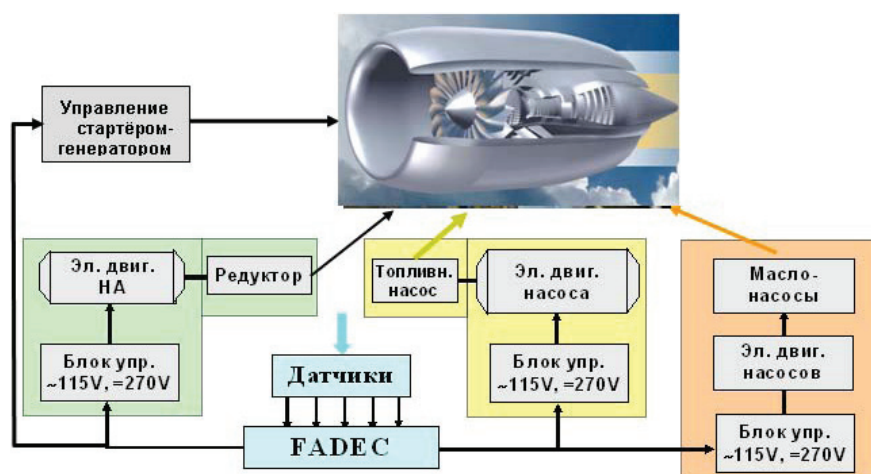 Управление
стартёром-
генератором
Эл. двиг.
НА
Редуктор
Топливн.
насос
Эл. двиг.
насоса
Масло-
насосы
Блок упр.
~115V, =270V
Датчики
Блок упр.
~115V, =270V
Эл. двиг.
насосов
FADEC
Блок упр.
~115V, =270V